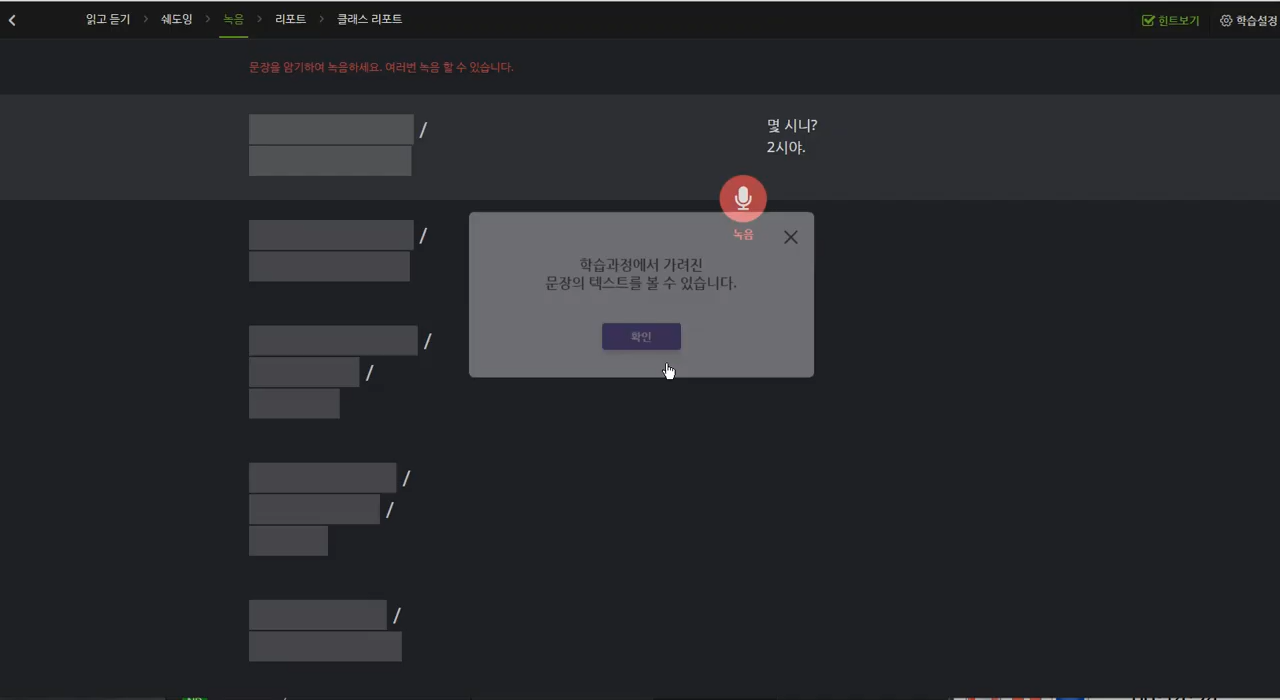 읽고 듣기 > 쉐도잉 > 녹음 > 리포트 > 클래스 리포트
힌트보기 학습설정
문장을 암기하여 녹음하세요. 여러번 녹음 할 수 있습니다.
/
몇 시니?
2시야.
녹음
/
학습과정에서 가려진
문장의 텍스트를 볼 수 있습니다.
확인
/
/
/
/
/